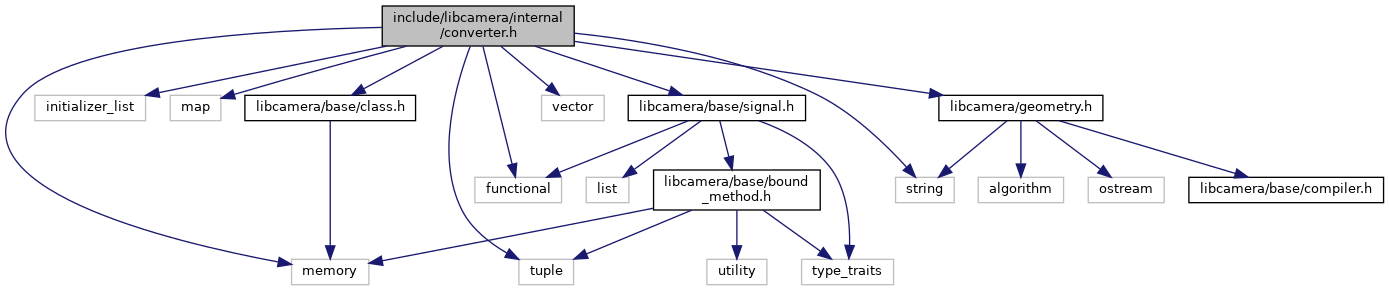 include/libcamera/internal
/converter.h
initializer_list
map
libcamera/base/class.h
vector
libcamera/base/signal.h
libcamera/geometry.h
functional
list
libcamera/base/bound
_method.h
string
algorithm
ostream
libcamera/base/compiler.h
memory
tuple
utility
type_traits